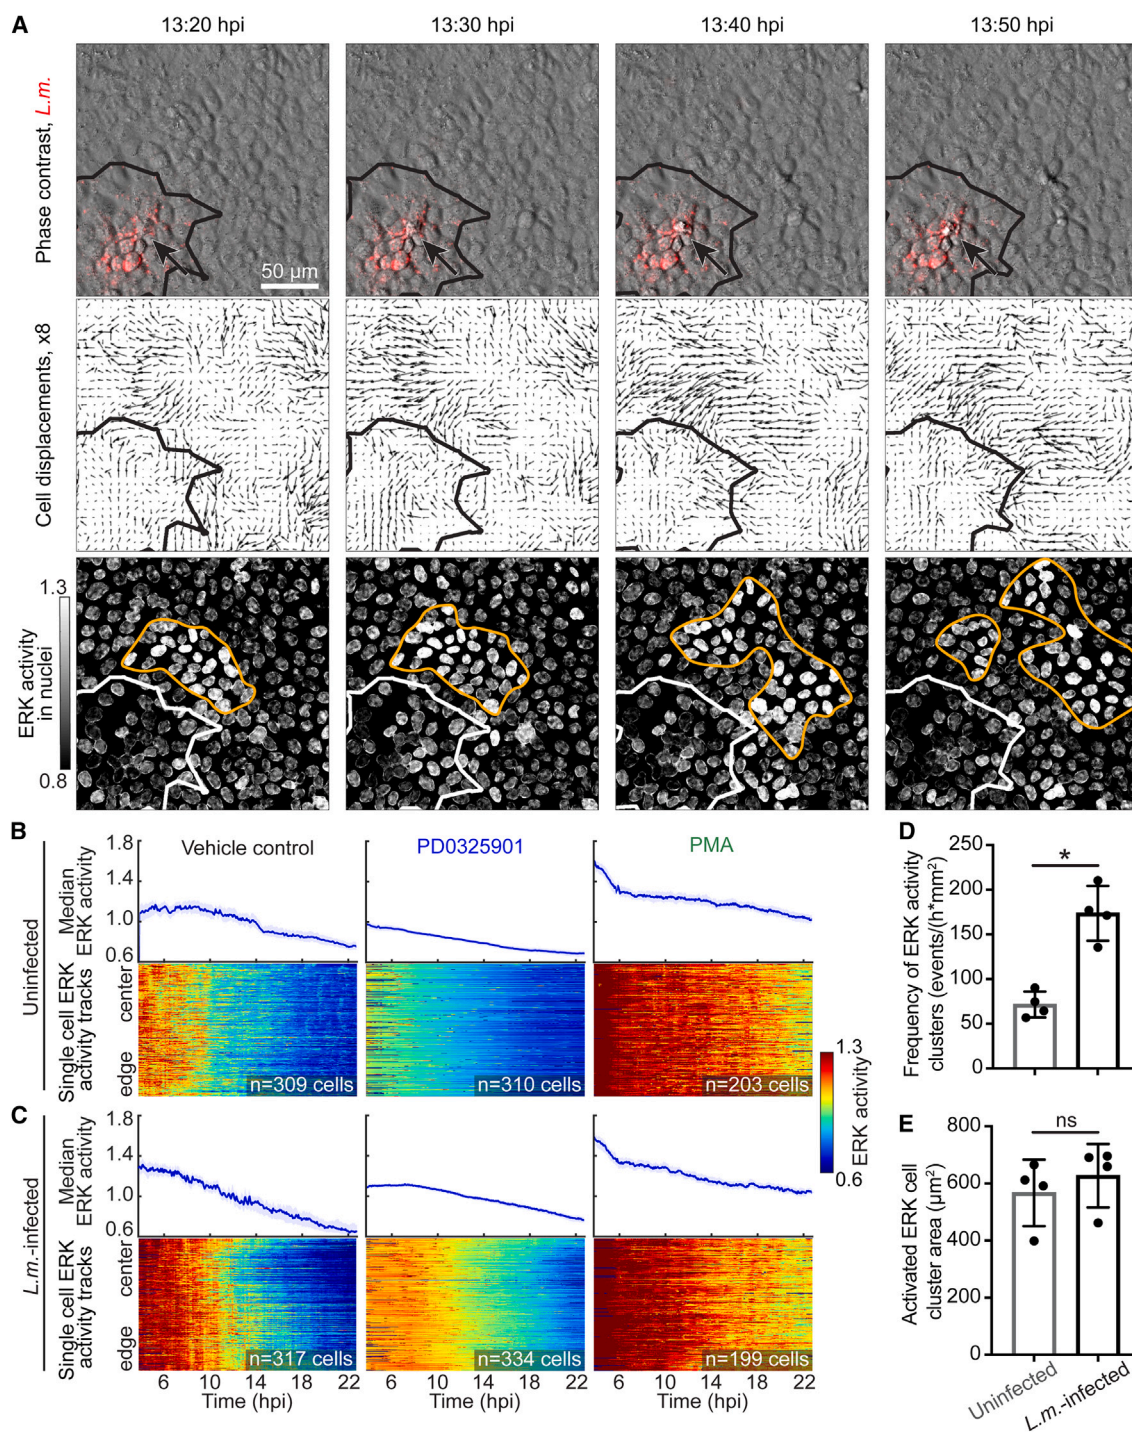 A
13:20 hpi
13:30 hpi
13:40 hpi
13:50 hpi
Phase contrast, L.m.
50 µm
Cell displacements, x8
ERK activity
in nuclei
1.3
0.8
B
Uninfected
Median
ERK activity
1.8
1.4
1.0
0.6
Vehicle control
PD0325901
PMA
Single cell ERK
activity tracks
edge center
n=309 cells
n=310 cells
n=203 cells
C
L.m.-infected
Median
ERK activity
1.8
1.4
1.0
0.6
Single cell ERK
activity tracks
edge center
n=317 cells
n=334 cells
n=199 cells
6 10 14 18 22
6 10 14 18 22
6 10 14 18 22
Time (hpi)
Time (hpi)
Time (hpi)
1.3
ERK activity
0.6
D
Frequency of ERK activity
clusters (events/(h*mm²)
250
200
150
100
50
0
*
E
Activated ERK cell
cluster area (µm²)
800
600
400
200
0
ns
Uninfected
L.m.-infected